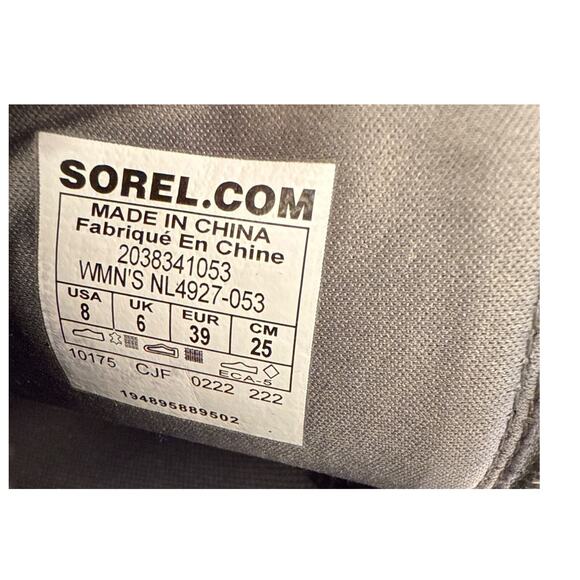 SOREL.COM
MADE IN CHINA
Fabriqué En Chine
2038341053
WMN'S NL4927-053
USA UK EUR CM
8 6 39 25
ECA-5
10175 CJF 0222 222
194895889502